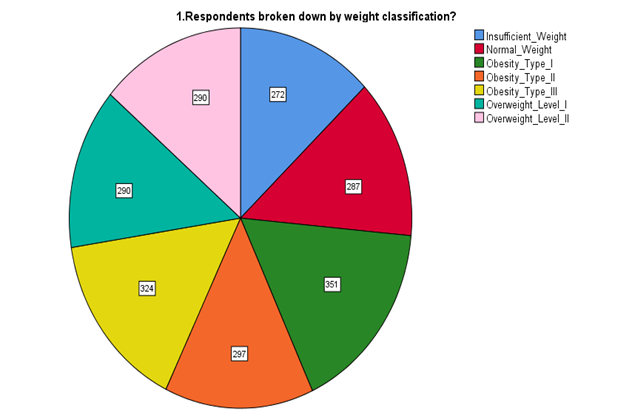 1.Respondents broken down by weight classification?
Insufficient_Weight
Normal_Weight
Obesity_Type_I
Obesity_Type_II
Obesity_Type_III
Overweight_Level_I
Overweight_Level_II
290
272
290
287
324
351
297